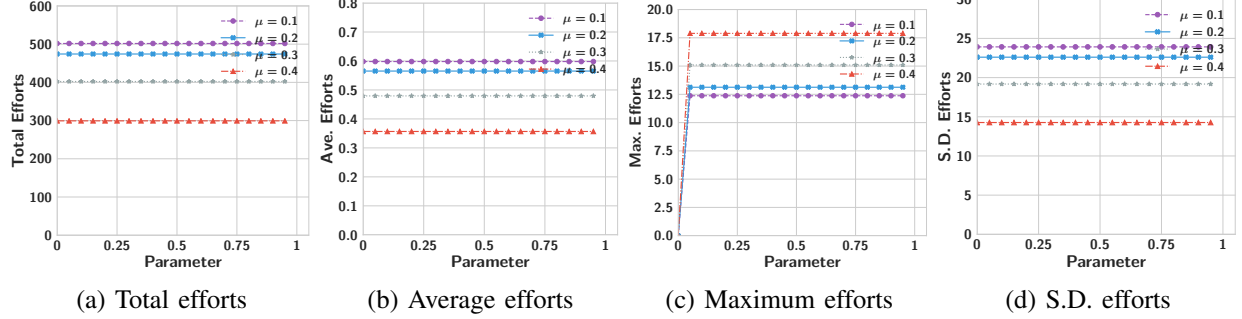 600
500
400
300
200
100
0
Total Efforts
0 0.25 0.5 0.75 1
Parameter
μ = 0.1
μ = 0.2
μ = 0.3
μ = 0.4
(a) Total efforts
0.8
0.7
0.6
0.5
0.4
0.3
0.2
0.1
0.0
Ave. Efforts
0 0.25 0.5 0.75 1
Parameter
μ = 0.1
μ = 0.2
μ = 0.3
μ = 0.4
(b) Average efforts
20.0
17.5
15.0
12.5
10.0
7.5
5.0
2.5
0.0
Max. Efforts
0 0.25 0.5 0.75 1
Parameter
μ = 0.1
μ = 0.2
μ = 0.3
μ = 0.4
(c) Maximum efforts
30
25
20
15
10
5
0
S.D. Efforts
0 0.25 0.5 0.75 1
Parameter
μ = 0.1
μ = 0.2
μ = 0.3
μ = 0.4
(d) S.D. efforts